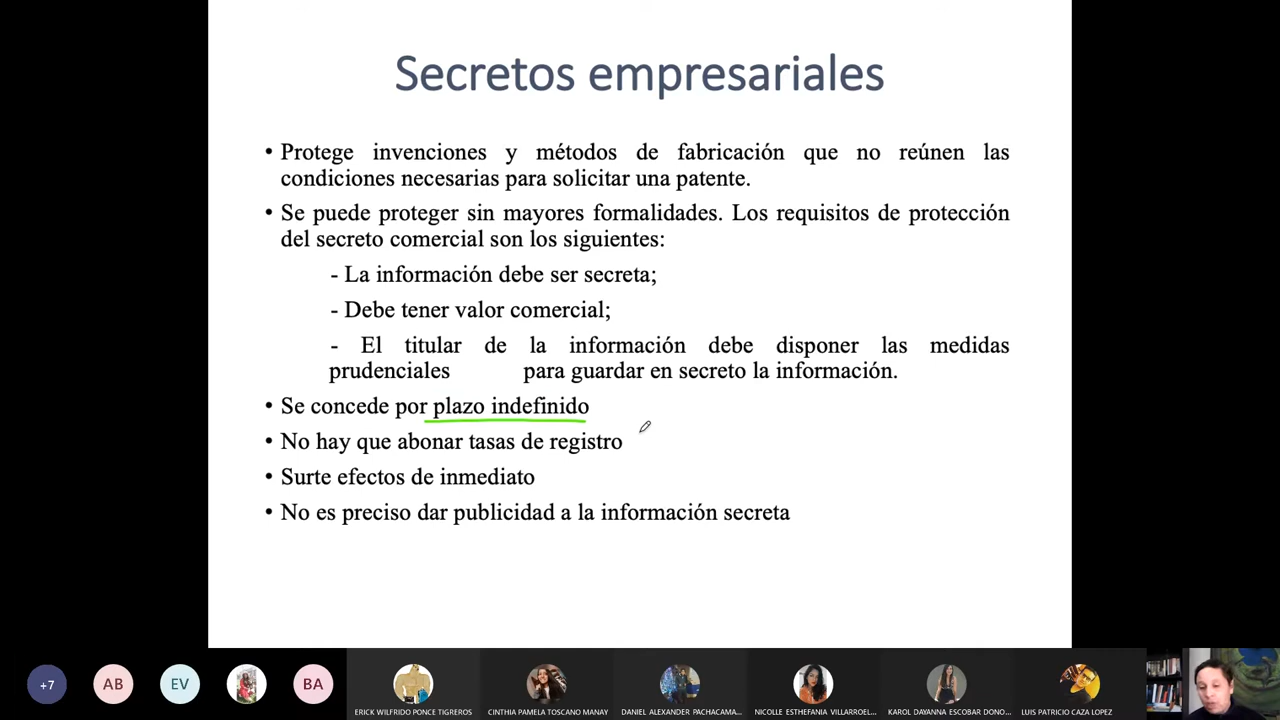 Secretos empresariales
• Protege invenciones y métodos de fabricación que no reúnen las
condiciones necesarias para solicitar una patente.
• Se puede proteger sin mayores formalidades. Los requisitos de protección
del secreto comercial son los siguientes:
- La información debe ser secreta;
- Debe tener valor comercial;
- El titular de la información debe disponer las medidas
prudenciales para guardar en secreto la información.
• Se concede por plazo indefinido
• No hay que abonar tasas de registro
• Surte efectos de inmediato
• No es preciso dar publicidad a la información secreta
+7 AB EV BA
ERICK WILFRIDO PONCE TIGREROS CINTHIA PAMELA TOSCANO MANAY DANIEL ALEXANDER PACHACAMA... NICOLLE ESTHEFANIA VILLARROEL... KAROL DAYANNA ESCOBAR DONO... LUIS PATRICIO CAZA LOPEZ